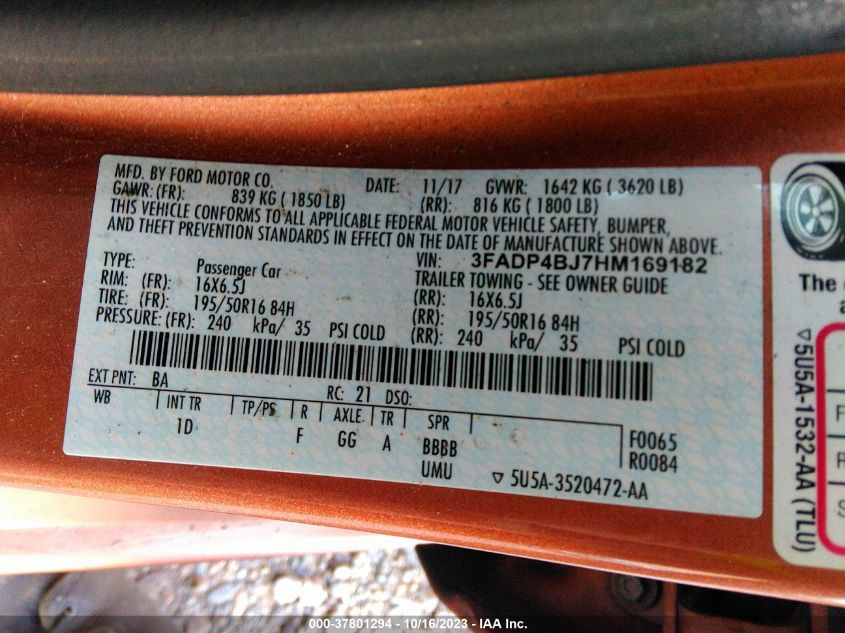 MFD. BY FORD MOTOR CO. DATE: 11/17 GVWR: 1642 KG ( 3620 LB)
GAWR: (FR): 839 KG ( 1850 LB) (RR): 816 KG ( 1800 LB)
THIS VEHICLE CONFORMS TO ALL APPLICABLE FEDERAL MOTOR VEHICLE SAFETY, BUMPER,
AND THEFT PREVENTION STANDARDS IN EFFECT ON THE DATE OF MANUFACTURE SHOWN ABOVE.
VIN: 3FADP4BJ7HM169182
TYPE: Passenger Car TRAILER TOWING - SEE OWNER GUIDE
RIM: (FR): 16X6.5J (RR): 16X6.5J
TIRE: (FR): 195/50R16 84H (RR): 195/50R16 84H
PRESSURE: (FR): 240 kPa/ 35 PSI COLD (RR): 240 kPa/ 35 PSI COLD
EXT PNT: BA RC: 21 DSO:
WB INT TR TP/PS R AXLE TR SPR
1D F GG A BBBB F0065
UMU R0084
▽ 5U5A-3520472-AA
The
▽5U5A-1532-AA (TLU)
F
R
S
000-37801294 - 10/16/2023 - IAA Inc.